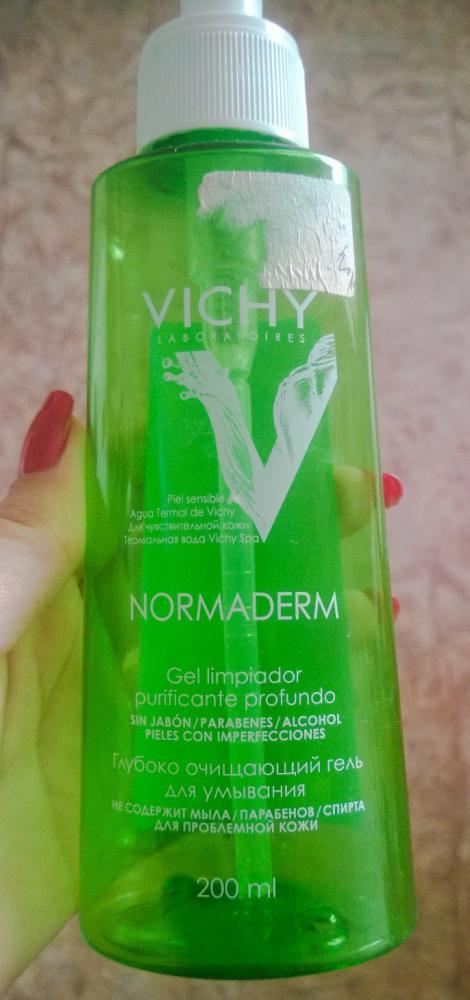 VICHY
LABORATOIRES
Piel sensible
Agua Termal de Vichy
Для чувствительной кожи
Термальная вода Vichy Spa
NORMADERM
Gel limpiador
purificante profundo
SIN JABÓN/PARABENES/ALCOHOL
PIELES CON IMPERFECCIONES
Глубоко очищающий гель
для умывания
НЕ СОДЕРЖИТ МЫЛА/ПАРАБЕНОВ/СПИРТА
ДЛЯ ПРОБЛЕМНОЙ КОЖИ
200 ml